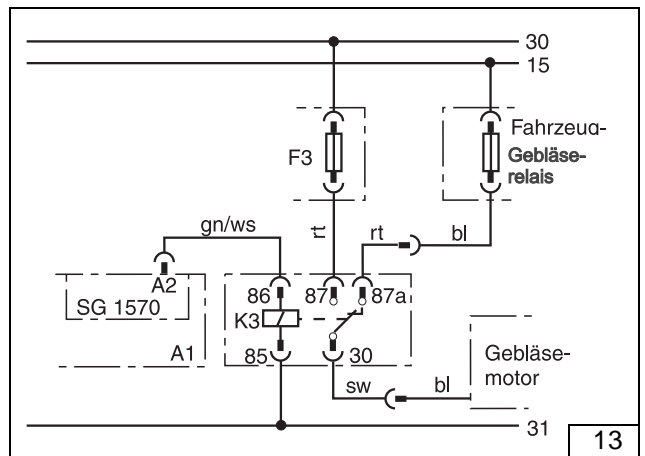 30
15
F3
Fahrzeug-
Gebläse-
relais
gn/ws
rt
rt
bl
A2
SG 1570
A1
86
87
87a
K3
85
30
Gebläse-
motor
sw
bl
31
13